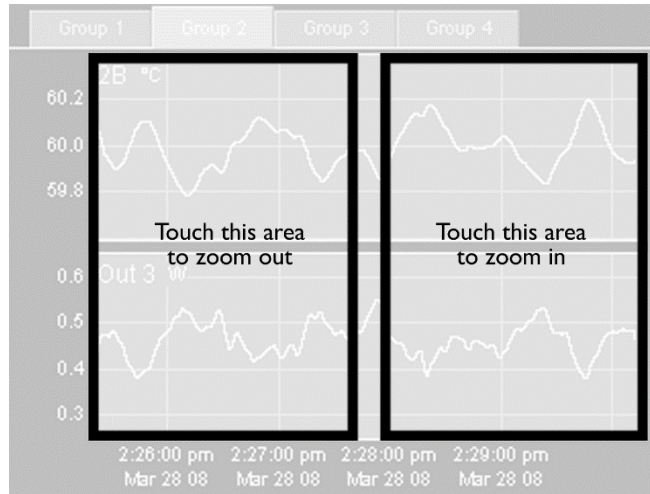 Group 1 Group 2 Group 3 Group 4
2B °C
60.2
60.0
59.8
Touch this area
to zoom out
Touch this area
to zoom in
Out 3 W
0.6
0.5
0.4
0.3
2:26:00 pm 2:27:00 pm 2:28:00 pm 2:29:00 pm
Mar 28 08 Mar 28 08 Mar 28 08 Mar 28 08